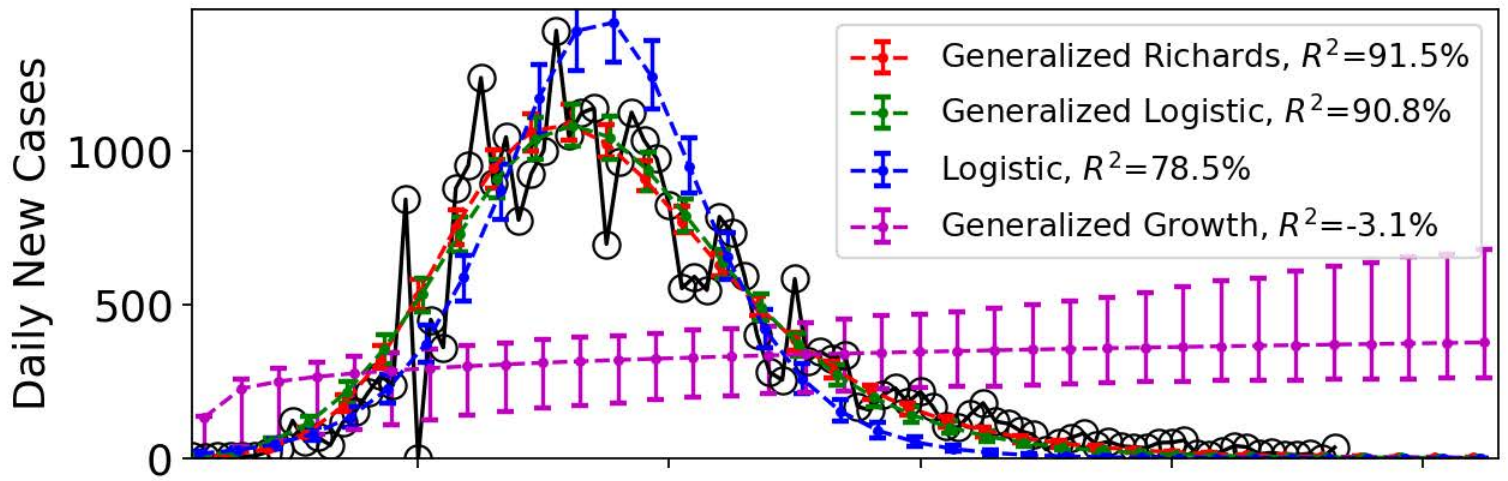 Daily New Cases
1000
500
0
Generalized Richards, R²=91.5%
Generalized Logistic, R²=90.8%
Logistic, R²=78.5%
Generalized Growth, R²=-3.1%